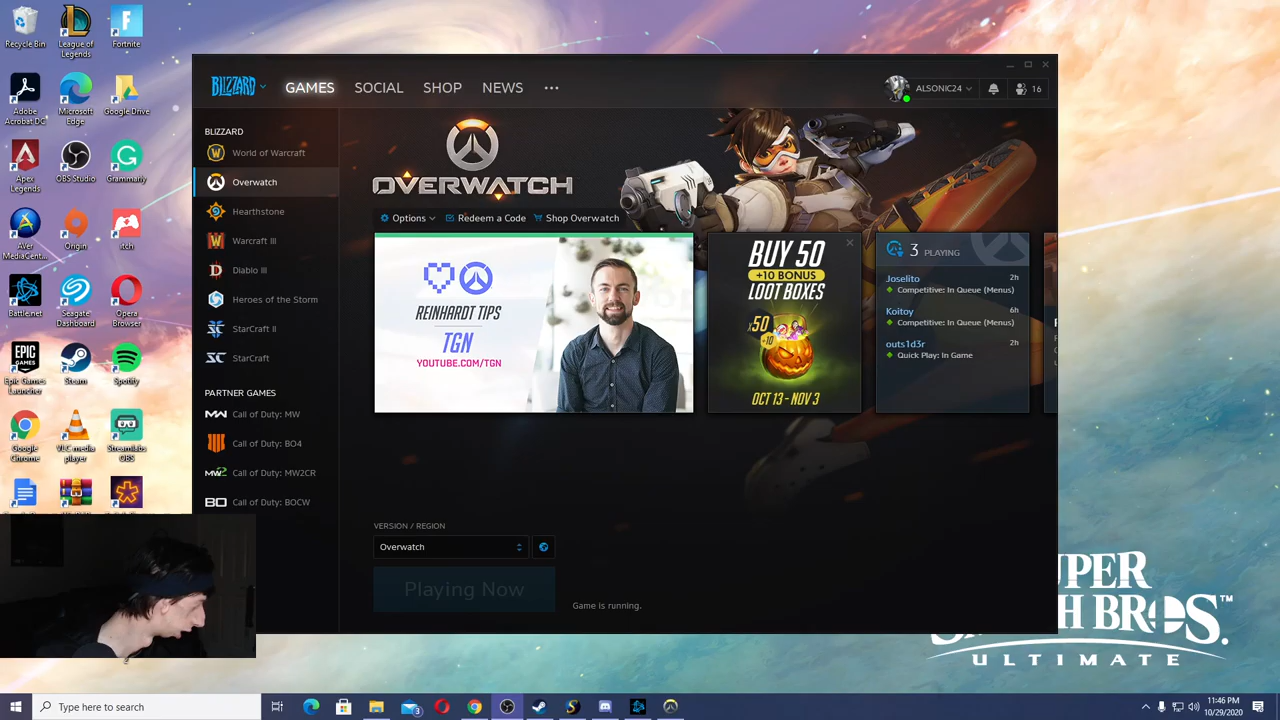 Recycle Bin
League of Legends
Fortnite
Adobe Acrobat DC
Microsoft Edge
Google Drive
Apex Legends
OBS Studio
Grammarly
AVer MediaCent...
Origin
itch
Battle.net
Seagate Dashboard
Opera Browser
Epic Games Launcher
Steam
Spotify
Google Chrome
VLC media player
Streamlabs OBS
EPIC GAMES
BLIZZARD
GAMES
SOCIAL
SHOP
NEWS
ALSONIC24
16
BLIZZARD
World of Warcraft
Overwatch
Hearthstone
Warcraft III
Diablo III
Heroes of the Storm
StarCraft II
StarCraft
PARTNER GAMES
Call of Duty: MW
Call of Duty: BO4
Call of Duty: MW2CR
Call of Duty: BOCW
OVERWATCH
Options
Redeem a Code
Shop Overwatch
REINHARDT TIPS
TGN
YOUTUBE.COM/TGN
BUY 50
+10 BONUS
LOOT BOXES
x50
+10
OCT 13 - NOV 3
3 PLAYING
Joselito 2h
Competitive: In Queue (Menus)
Koitoy 6h
Competitive: In Queue (Menus)
outs1d3r 2h
Quick Play: In Game
VERSION / REGION
Overwatch
Playing Now
Game is running.
BROS.
™
ULTIMATE
Type here to search
3
11:46 PM
10/29/2020